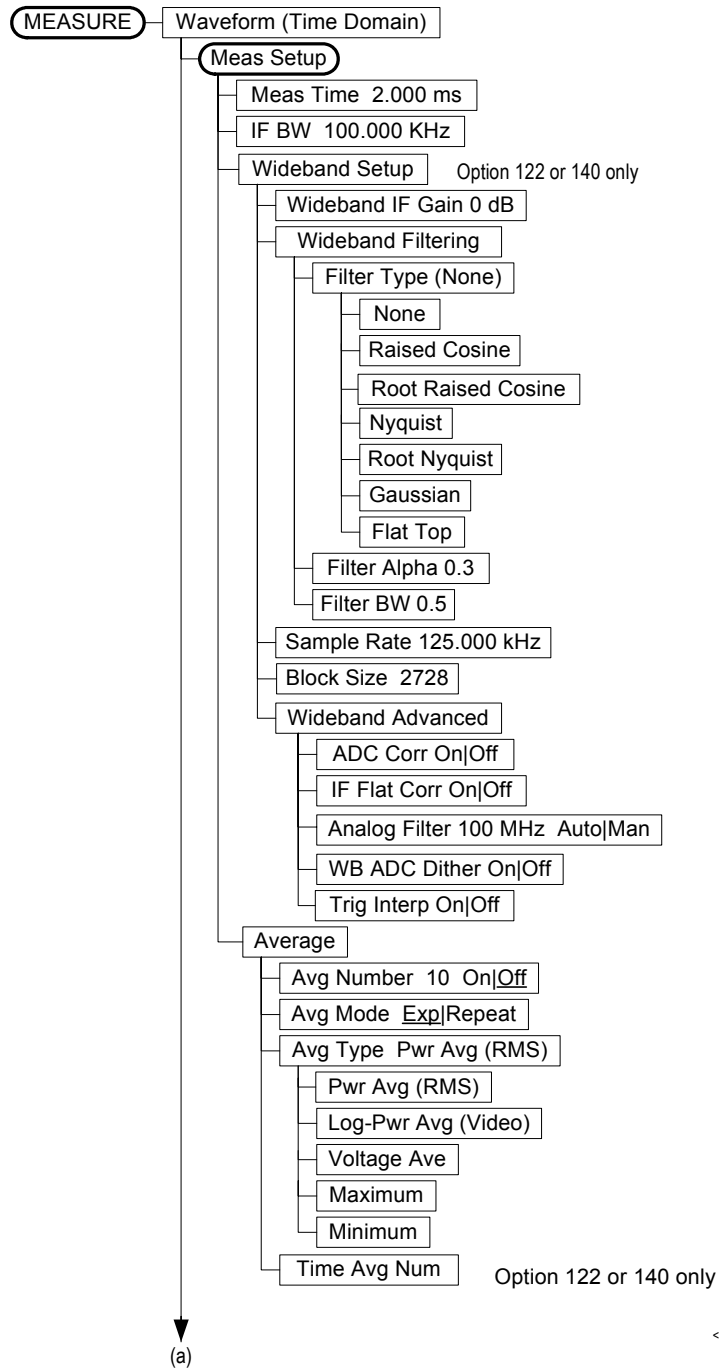 MEASURE Waveform (Time Domain)
Meas Setup
Meas Time 2.000 ms
IF BW 100.000 KHz
Wideband Setup Option 122 or 140 only
Wideband IF Gain 0 dB
Wideband Filtering
Filter Type (None)
None
Raised Cosine
Root Raised Cosine
Nyquist
Root Nyquist
Gaussian
Flat Top
Filter Alpha 0.3
Filter BW 0.5
Sample Rate 125.000 kHz
Block Size 2728
Wideband Advanced
ADC Corr On|Off
IF Flat Corr On|Off
Analog Filter 100 MHz Auto|Man
WB ADC Dither On|Off
Trig Interp On|Off
Average
Avg Number 10 On|Off
Avg Mode Exp|Repeat
Avg Type Pwr Avg (RMS)
Pwr Avg (RMS)
Log-Pwr Avg (Video)
Voltage Ave
Maximum
Minimum
Time Avg Num Option 122 or 140 only
<
(a)